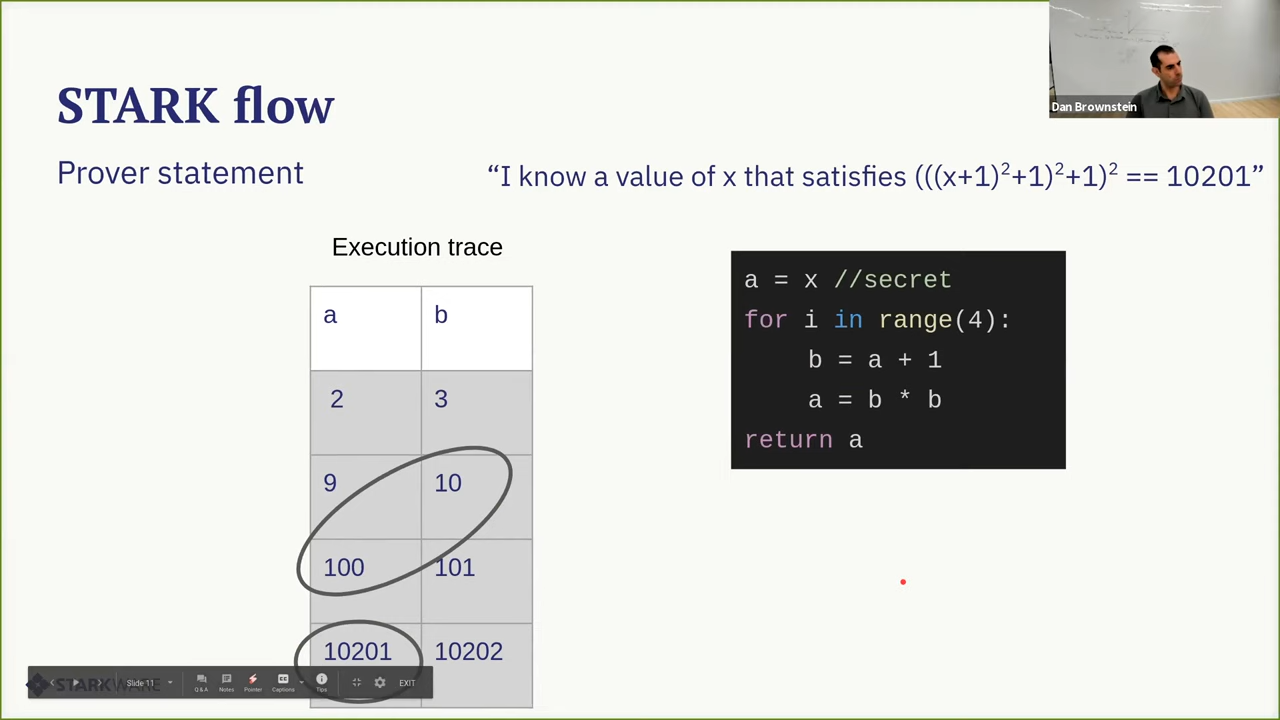 Dan Brownstein
STARK flow
Prover statement
“I know a value of x that satisfies (((x+1)²+1)²+1)² == 10201”
Execution trace
a b
2 3
9 10
100 101
10201 10202
a = x //secret
for i in range(4):
b = a + 1
a = b * b
return a
STARKWARE
Slide 11
Q & A
Notes
Pointer
Captions
Tips
EXIT